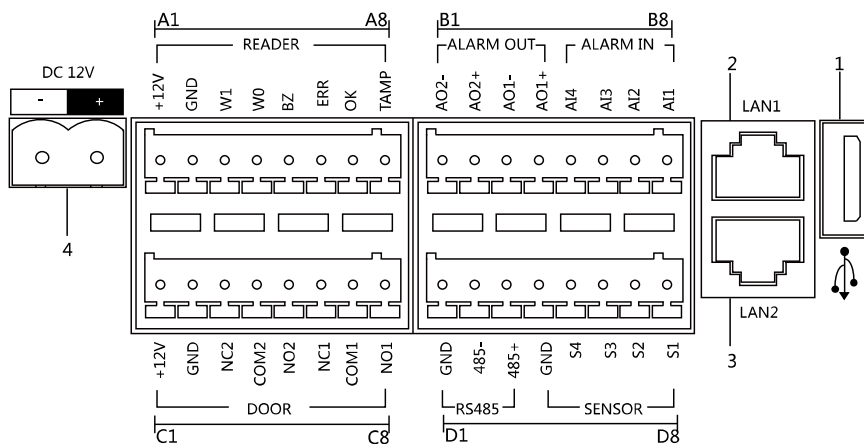 A1 A8 B1 B8
READER ALARM OUT ALARM IN 2 1
DC 12V
- +
+12V GND W1 W0 BZ ERR OK TAMP AO2- AO2+ AO1- AO1+ AI4 AI3 AI2 AI1
LAN1
4
LAN2
+12V GND NC2 COM2 NO2 NC1 COM1 NO1 GND 485- 485+ GND S4 S3 S2 S1
3
DOOR RS485 SENSOR
C1 C8 D1 D8